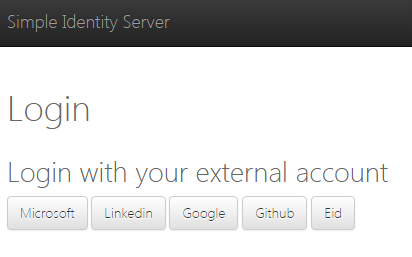 Simple Identity Server
Login
Login with your external account
Microsoft Linkedin Google Github Eid